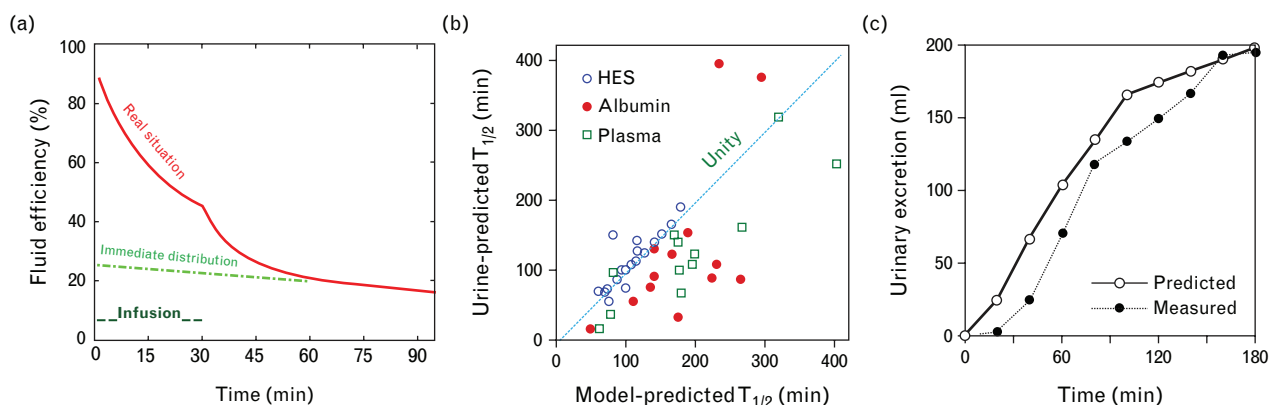 (a)
100
80
60
40
20
0
Fluid efficiency (%)
Real situation
Immediate distribution
Infusion
0 15 30 45 60 75 90
Time (min)
(b)
400
300
200
100
0
Urine-predicted T1/2 (min)
HES
Albumin
Plasma
Unity
0 100 200 300 400
Model-predicted T1/2 (min)
(c)
200
150
100
50
0
Urinary excretion (ml)
Predicted
Measured
0 60 120 180
Time (min)